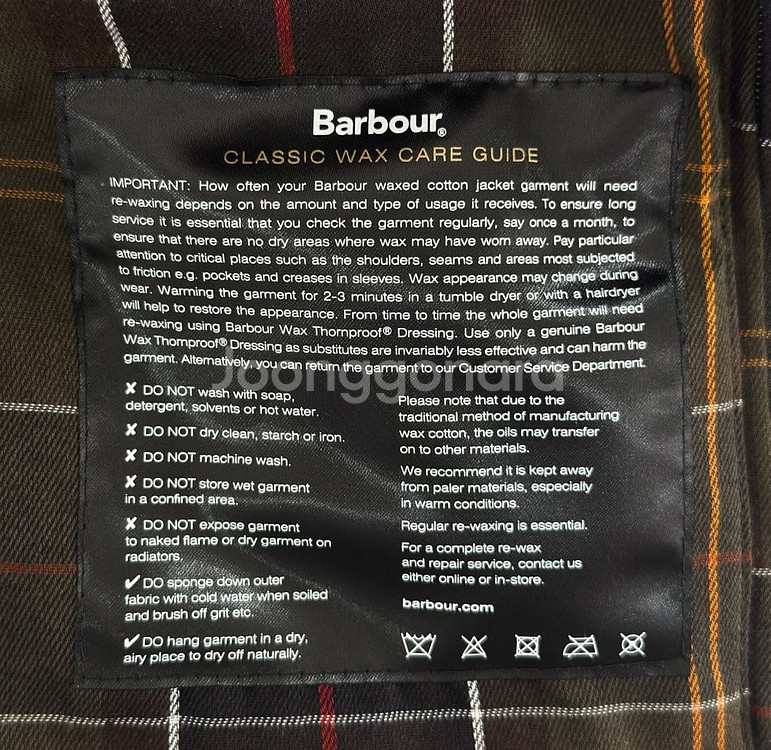 Barbour®
CLASSIC WAX CARE GUIDE
IMPORTANT: How often your Barbour waxed cotton jacket garment will need
re-waxing depends on the amount and type of usage it receives. To ensure long
service it is essential that you check the garment regularly, say once a month, to
ensure that there are no dry areas where wax may have worn away. Pay particular
attention to critical places such as the shoulders, seams and areas most subjected
to friction e.g. pockets and creases in sleeves. Wax appearance may change during
wear. Warming the garment for 2-3 minutes in a tumble dryer or with a hairdryer
will help to restore the appearance. From time to time the whole garment will need
re-waxing using Barbour Wax Thornproof® Dressing. Use only a genuine Barbour
Wax Thornproof® Dressing as substitutes are invariably less effective and can harm the
garment. Alternatively, you can return the garment to our Customer Service Department.
Joonggonara
✘ DO NOT wash with soap,
detergent, solvents or hot water.
✘ DO NOT dry clean, starch or iron.
✘ DO NOT machine wash.
✘ DO NOT store wet garment
in a confined area.
✘ DO NOT expose garment
to naked flame or dry garment on
radiators.
✔ DO sponge down outer
fabric with cold water when soiled
and brush off grit etc.
✔ DO hang garment in a dry,
airy place to dry off naturally.
Please note that due to the
traditional method of manufacturing
wax cotton, the oils may transfer
on to other materials.
We recommend it is kept away
from paler materials, especially
in warm conditions.
Regular re-waxing is essential.
For a complete re-wax
and repair service, contact us
either online or in-store.
barbour.com